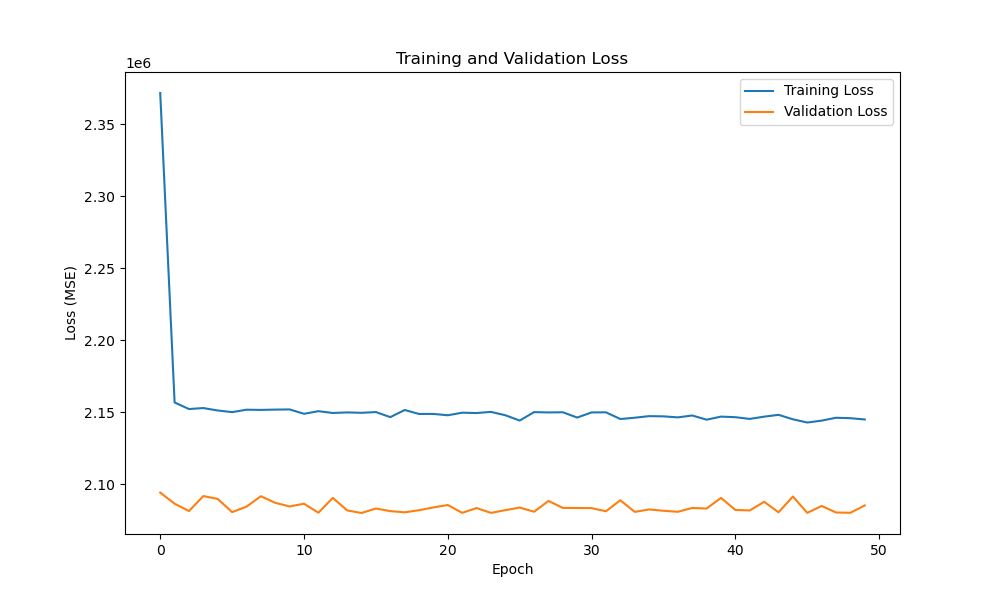 Training and Validation Loss
1e6
Training Loss
Validation Loss
2.35
2.30
2.25
2.20
2.15
2.10
Loss (MSE)
0 10 20 30 40 50
Epoch